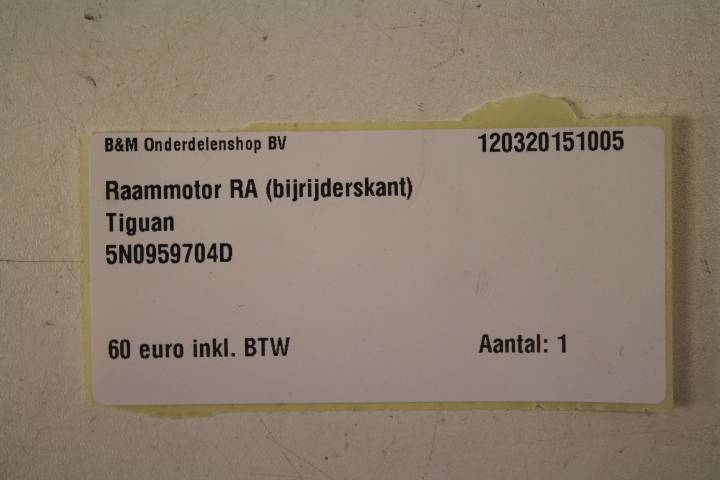 B&M Onderdelenshop BV 120320151005
Raammotor RA (bijrijderskant)
Tiguan
5N0959704D
60 euro inkl. BTW Aantal: 1